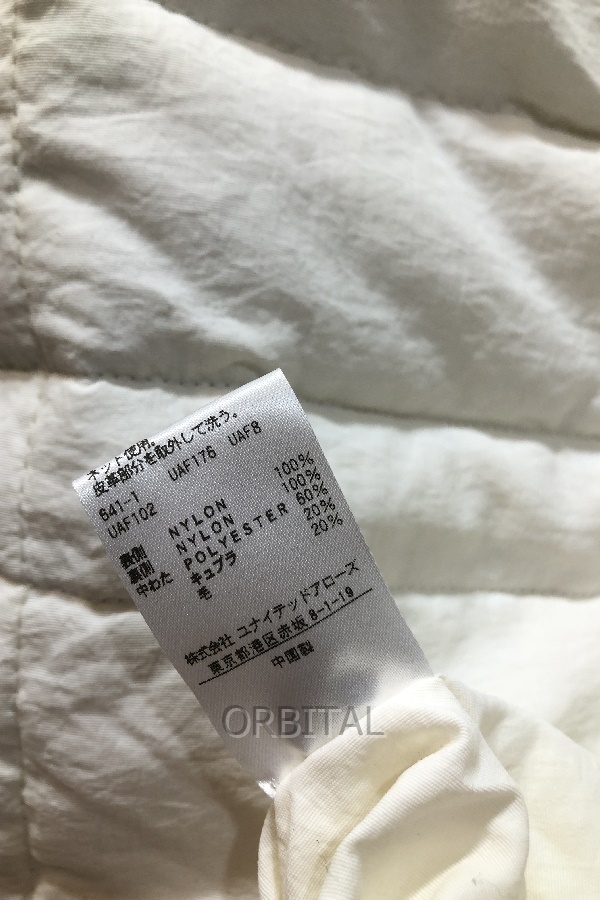 ネット使用。
皮革部分を取外して洗う。
641-1
UAF102 UAF176 UAF8
表側 NYLON 100%
裏側 NYLON 100%
中わた POLYESTER 60%
キュプラ 20%
毛 20%
株式会社 ユナイテッドアローズ
東京都港区赤坂 8-1-19
中国製
ORBITAL